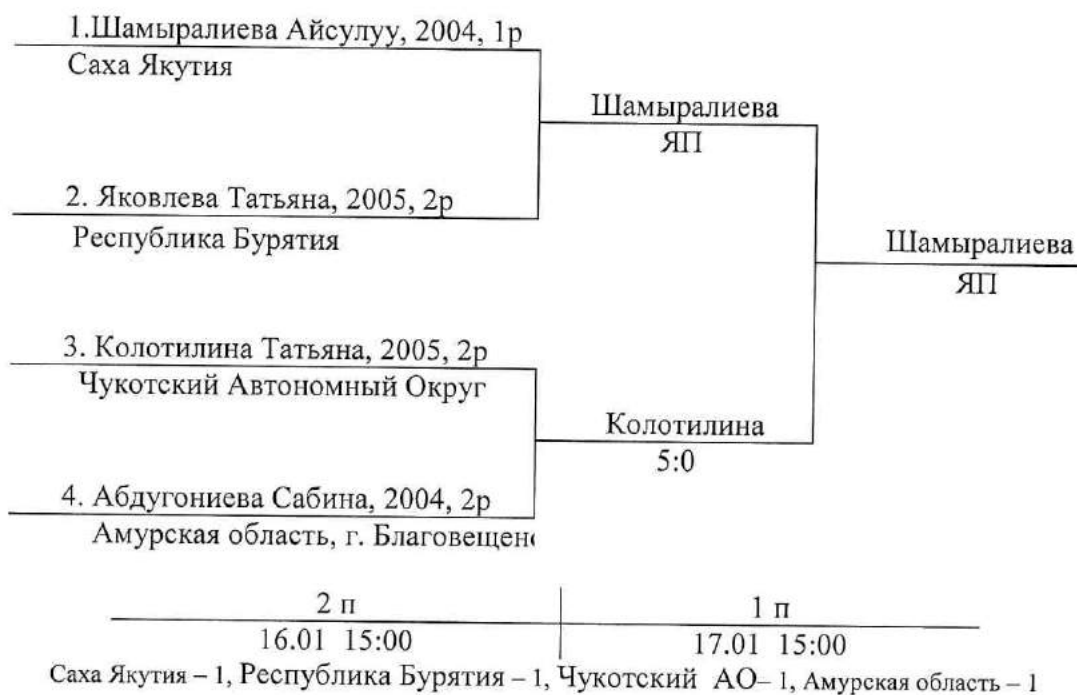 1.Шамыралиева Айсулуу, 2004, 1р
Саха Якутия
Шамыралиева
ЯП
2. Яковлева Татьяна, 2005, 2р
Республика Бурятия
Шамыралиева
ЯП
3. Колотилина Татьяна, 2005, 2р
Чукотский Автономный Округ
Колотилина
5:0
4. Абдугониева Сабина, 2004, 2р
Амурская область, г. Благовещен
2 п
1 п
16.01 15:00
17.01 15:00
Саха Якутия – 1, Республика Бурятия – 1, Чукотский АО– 1, Амурская область – 1